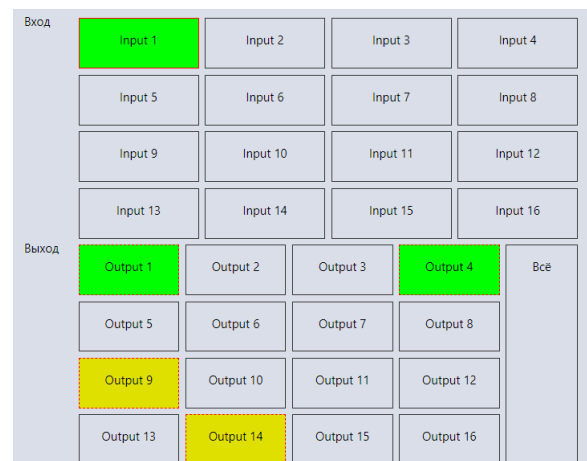 Вход
Input 1 Input 2 Input 3 Input 4
Input 5 Input 6 Input 7 Input 8
Input 9 Input 10 Input 11 Input 12
Input 13 Input 14 Input 15 Input 16
Выход
Output 1 Output 2 Output 3 Output 4 Всё
Output 5 Output 6 Output 7 Output 8
Output 9 Output 10 Output 11 Output 12
Output 13 Output 14 Output 15 Output 16